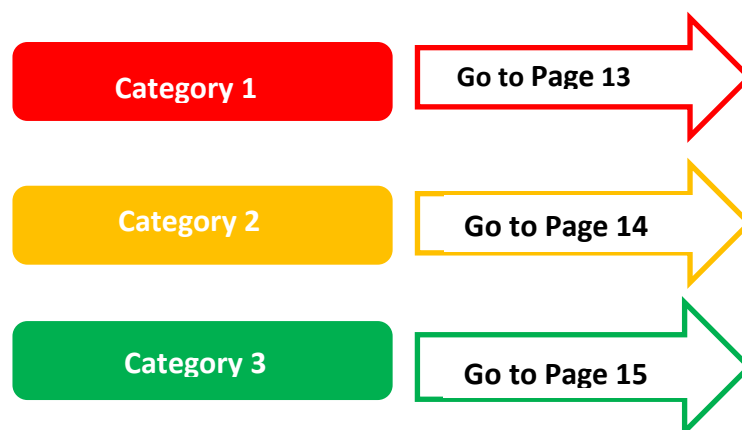 Category 1
Go to Page 13
Category 2
Go to Page 14
Category 3
Go to Page 15